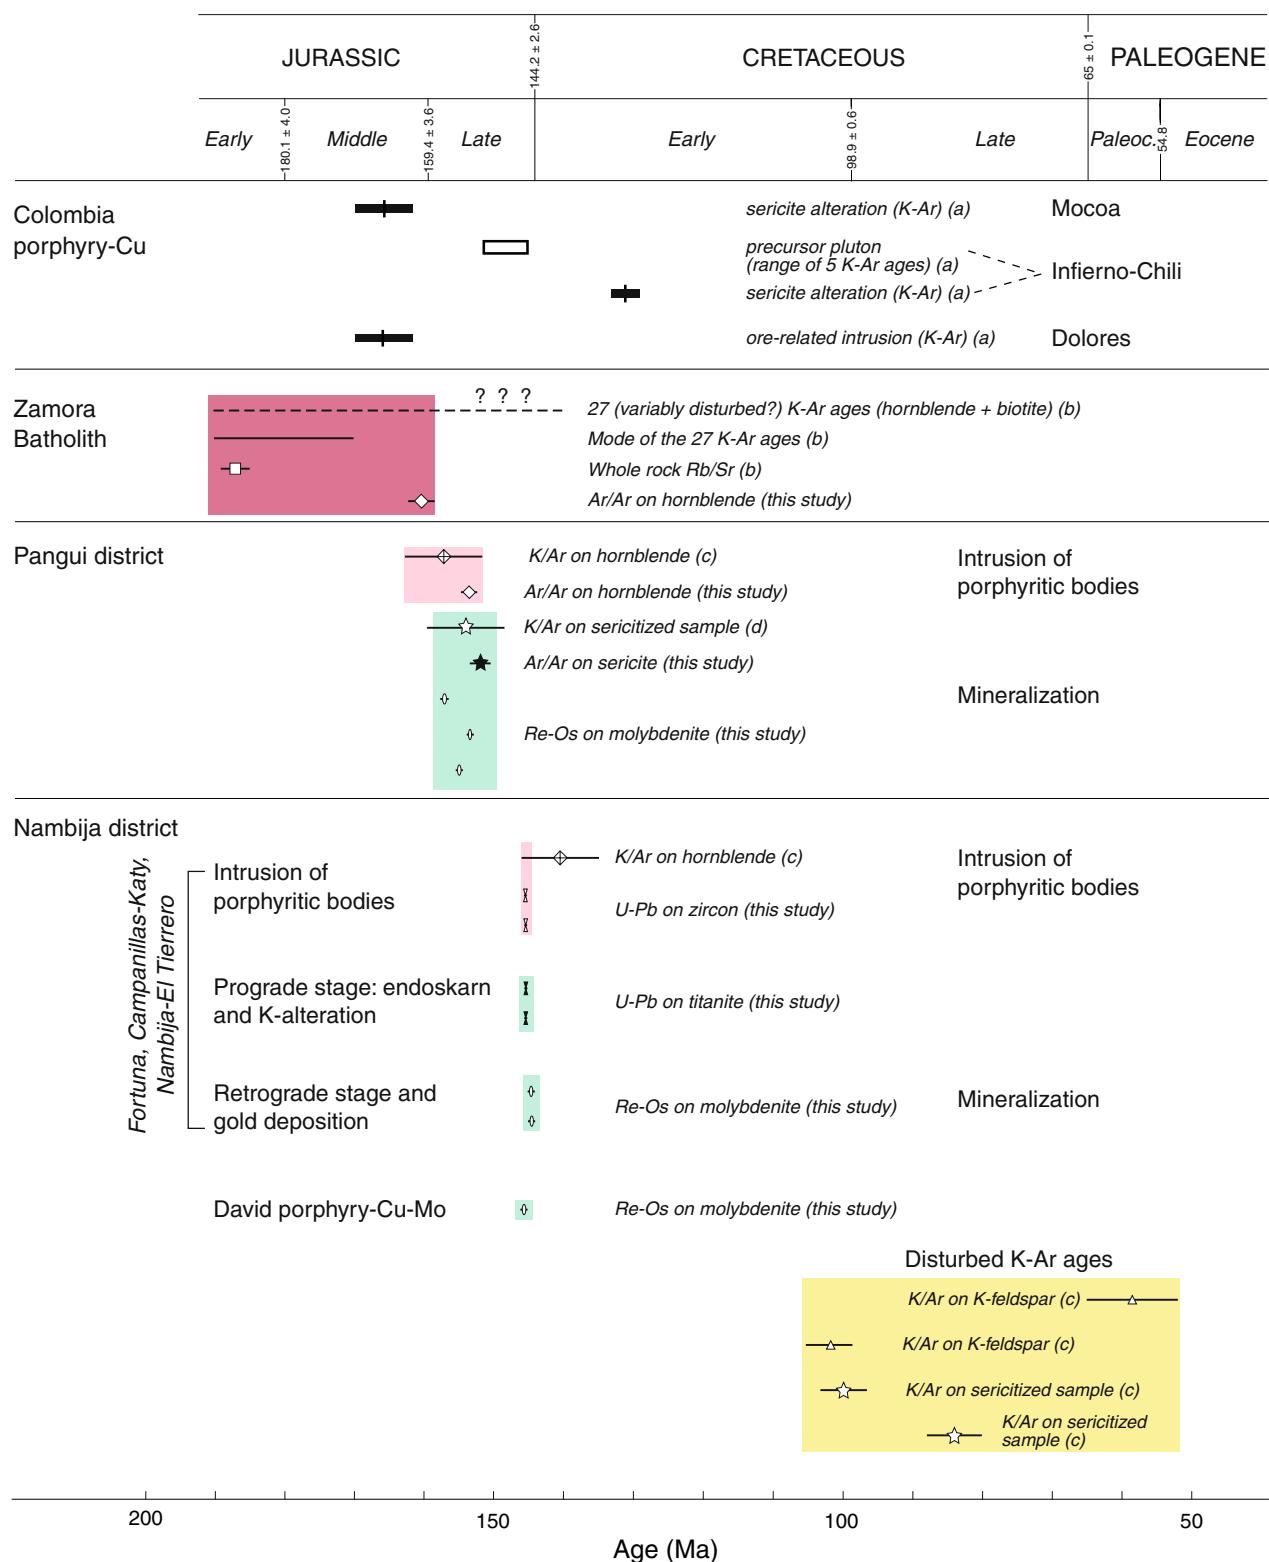 JURASSIC
144.2 ± 2.6
CRETACEOUS
65 ± 0.1
PALEOGENE
Early
180.1 ± 4.0
Middle
159.4 ± 3.6
Late
Early
98.9 ± 0.6
Late
Paleoc.
54.8
Eocene
Colombia
porphyry-Cu
sericite alteration (K-Ar) (a)
Mocoa
precursor pluton
(range of 5 K-Ar ages) (a)
Infierno-Chili
sericite alteration (K-Ar) (a)
ore-related intrusion (K-Ar) (a)
Dolores
Zamora
Batholith
? ? ?
27 (variably disturbed?) K-Ar ages (hornblende + biotite) (b)
Mode of the 27 K-Ar ages (b)
Whole rock Rb/Sr (b)
Ar/Ar on hornblende (this study)
Pangui district
K/Ar on hornblende (c)
Ar/Ar on hornblende (this study)
Intrusion of
porphyritic bodies
K/Ar on sericitized sample (d)
Ar/Ar on sericite (this study)
Mineralization
Re-Os on molybdenite (this study)
Nambija district
Fortuna, Campanillas-Katy,
Nambija-El Tierrero
Intrusion of
porphyritic bodies
K/Ar on hornblende (c)
U-Pb on zircon (this study)
Intrusion of
porphyritic bodies
Prograde stage: endoskarn
and K-alteration
U-Pb on titanite (this study)
Retrograde stage and
gold deposition
Re-Os on molybdenite (this study)
Mineralization
David porphyry-Cu-Mo
Re-Os on molybdenite (this study)
Disturbed K-Ar ages
K/Ar on K-feldspar (c)
K/Ar on K-feldspar (c)
K/Ar on sericitized sample (c)
K/Ar on sericitized
sample (c)
200
150
100
50
Age (Ma)